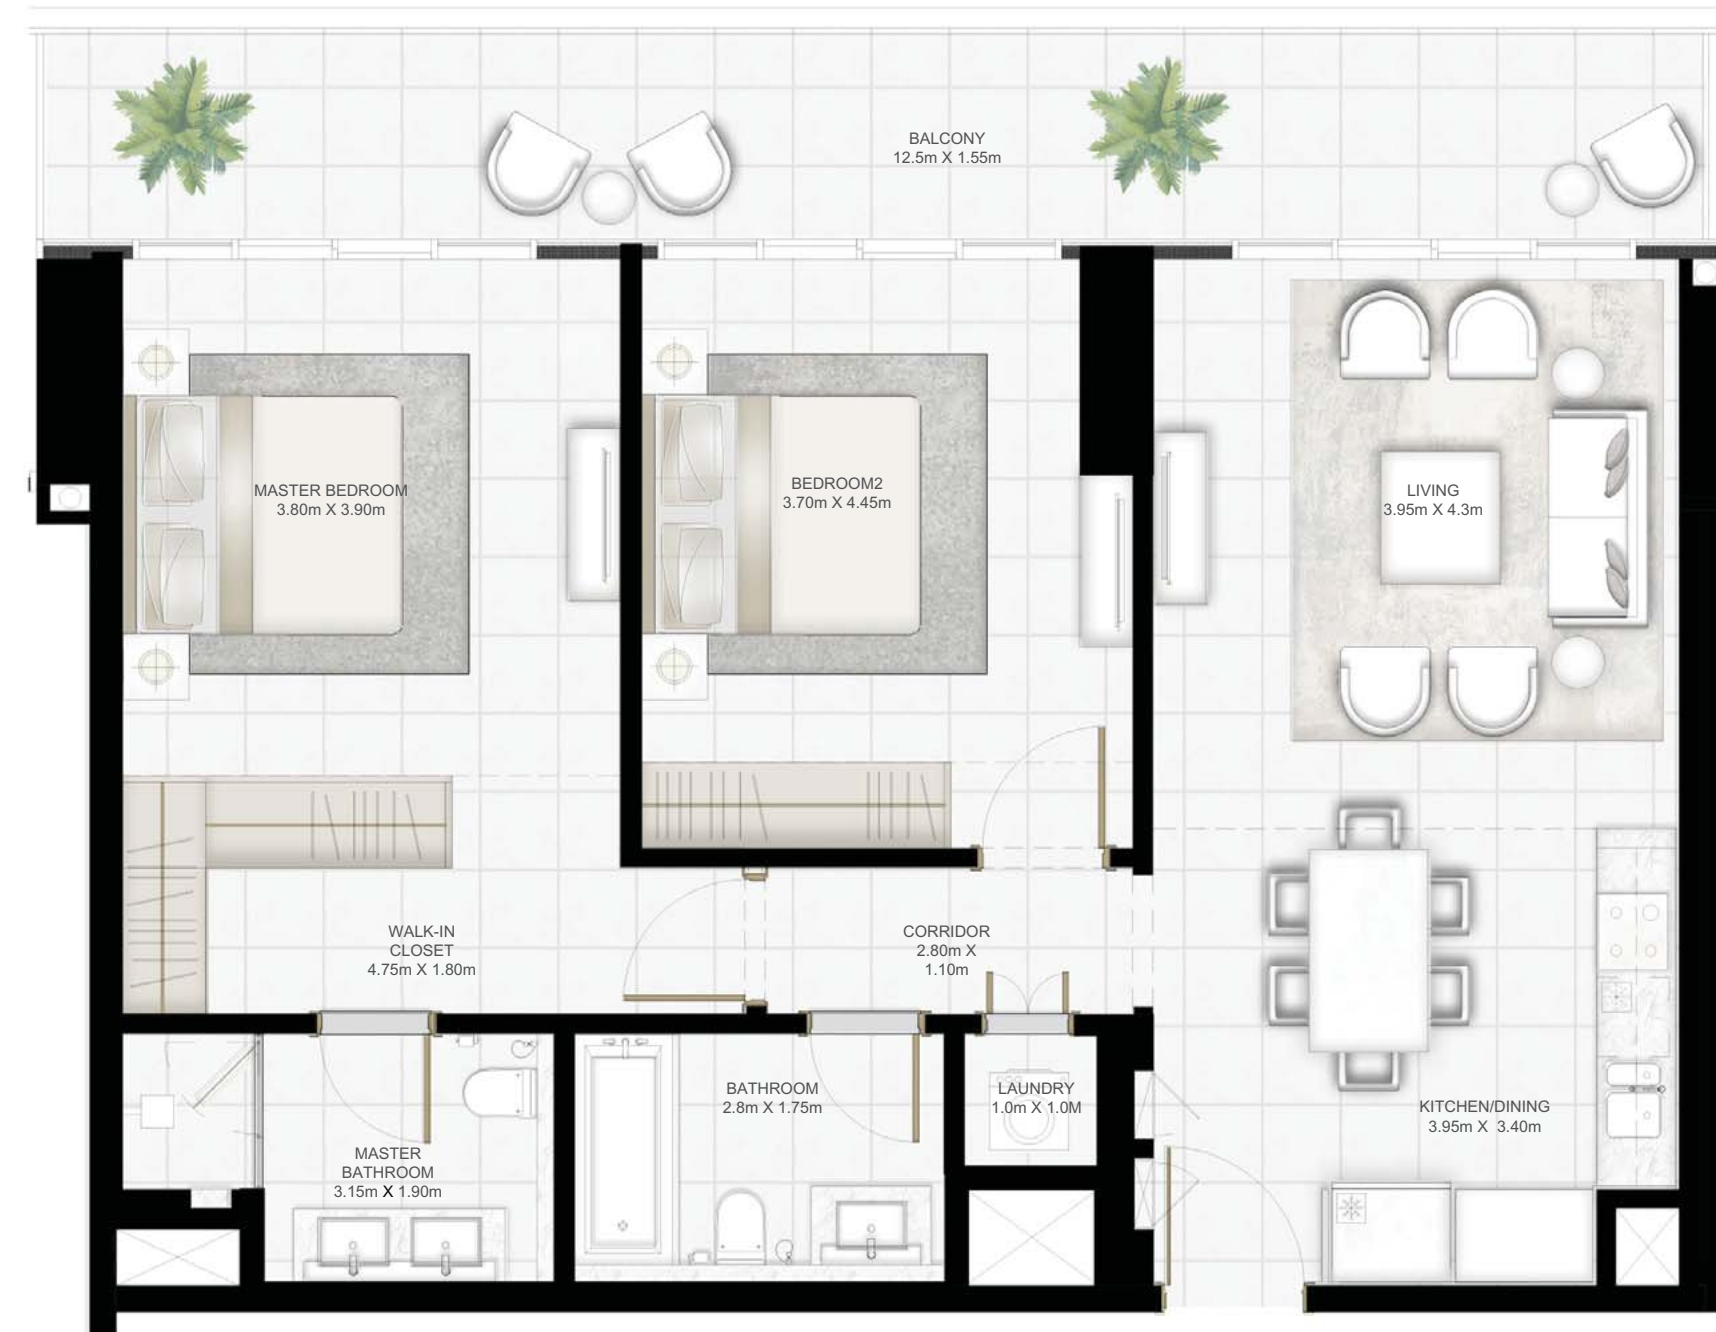 BALCONY
12.5m X 1.55m
MASTER BEDROOM
3.80m X 3.90m
BEDROOM2
3.70m X 4.45m
LIVING
3.95m X 4.3m
WALK-IN
CLOSET
4.75m X 1.80m
CORRIDOR
2.80m X
1.10m
BATHROOM
2.8m X 1.75m
LAUNDRY
1.0m X 1.0M
KITCHEN/DINING
3.95m X 3.40m
MASTER
BATHROOM
3.15m X 1.90m